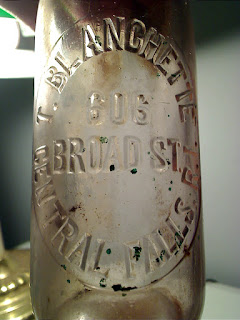 T. BLANCHETTE
606
BROAD ST.
CENTRAL FALLS R.I.